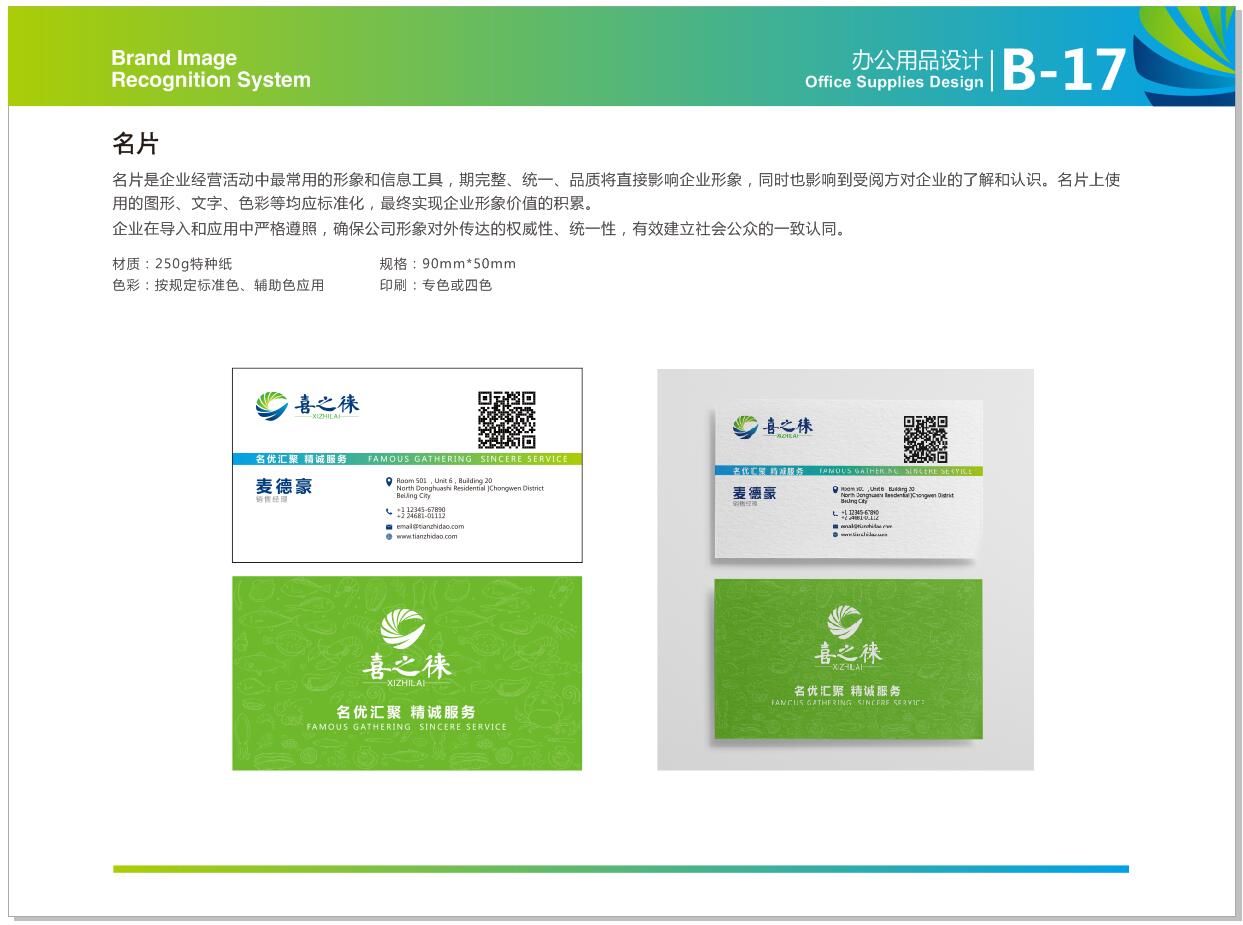 Brand Image
Recognition System
办公用品设计
Office Supplies Design
B-17
名片
名片是企业经营活动中最常用的形象和信息工具，期完整、统一、品质将直接影响企业形象，同时也影响到受阅方对企业的了解和认识。名片上使
用的图形、文字、色彩等均应标准化，最终实现企业形象价值的积累。
企业在导入和应用中严格遵照，确保公司形象对外传达的权威性、统一性，有效建立社会公众的一致认同。
材质：250g特种纸
规格：90mm*50mm
色彩：按规定标准色、辅助色应用
印刷：专色或四色
喜之徕
XIZHILAI
名优汇聚 精诚服务 FAMOUS GATHERING SINCERE SERVICE
麦德豪
销售经理
Room 501 , Unit 6 , Building 20
North Donghuashi Residential ]Chongwen District
BeiJing City
+1 12345-67890
+2 24681-01112
email@tianzhidao.com
www.tianzhidao.com
喜之徕
XIZHILAI
名优汇聚 精诚服务
FAMOUS GATHERING SINCERE SERVICE
喜之徕
XIZHILAI
名优汇聚 精诚服务 FAMOUS GATHERING SINCERE SERVICE
麦德豪
销售经理
Room 501 , Unit 6 , Building 20
North Donghuashi Residential ]Chongwen District
BeiJing City
+1 12345-67890
+2 24681-01112
email@tianzhidao.com
www.tianzhidao.com
喜之徕
XIZHILAI
名优汇聚 精诚服务
FAMOUS GATHERING SINCERE SERVICE